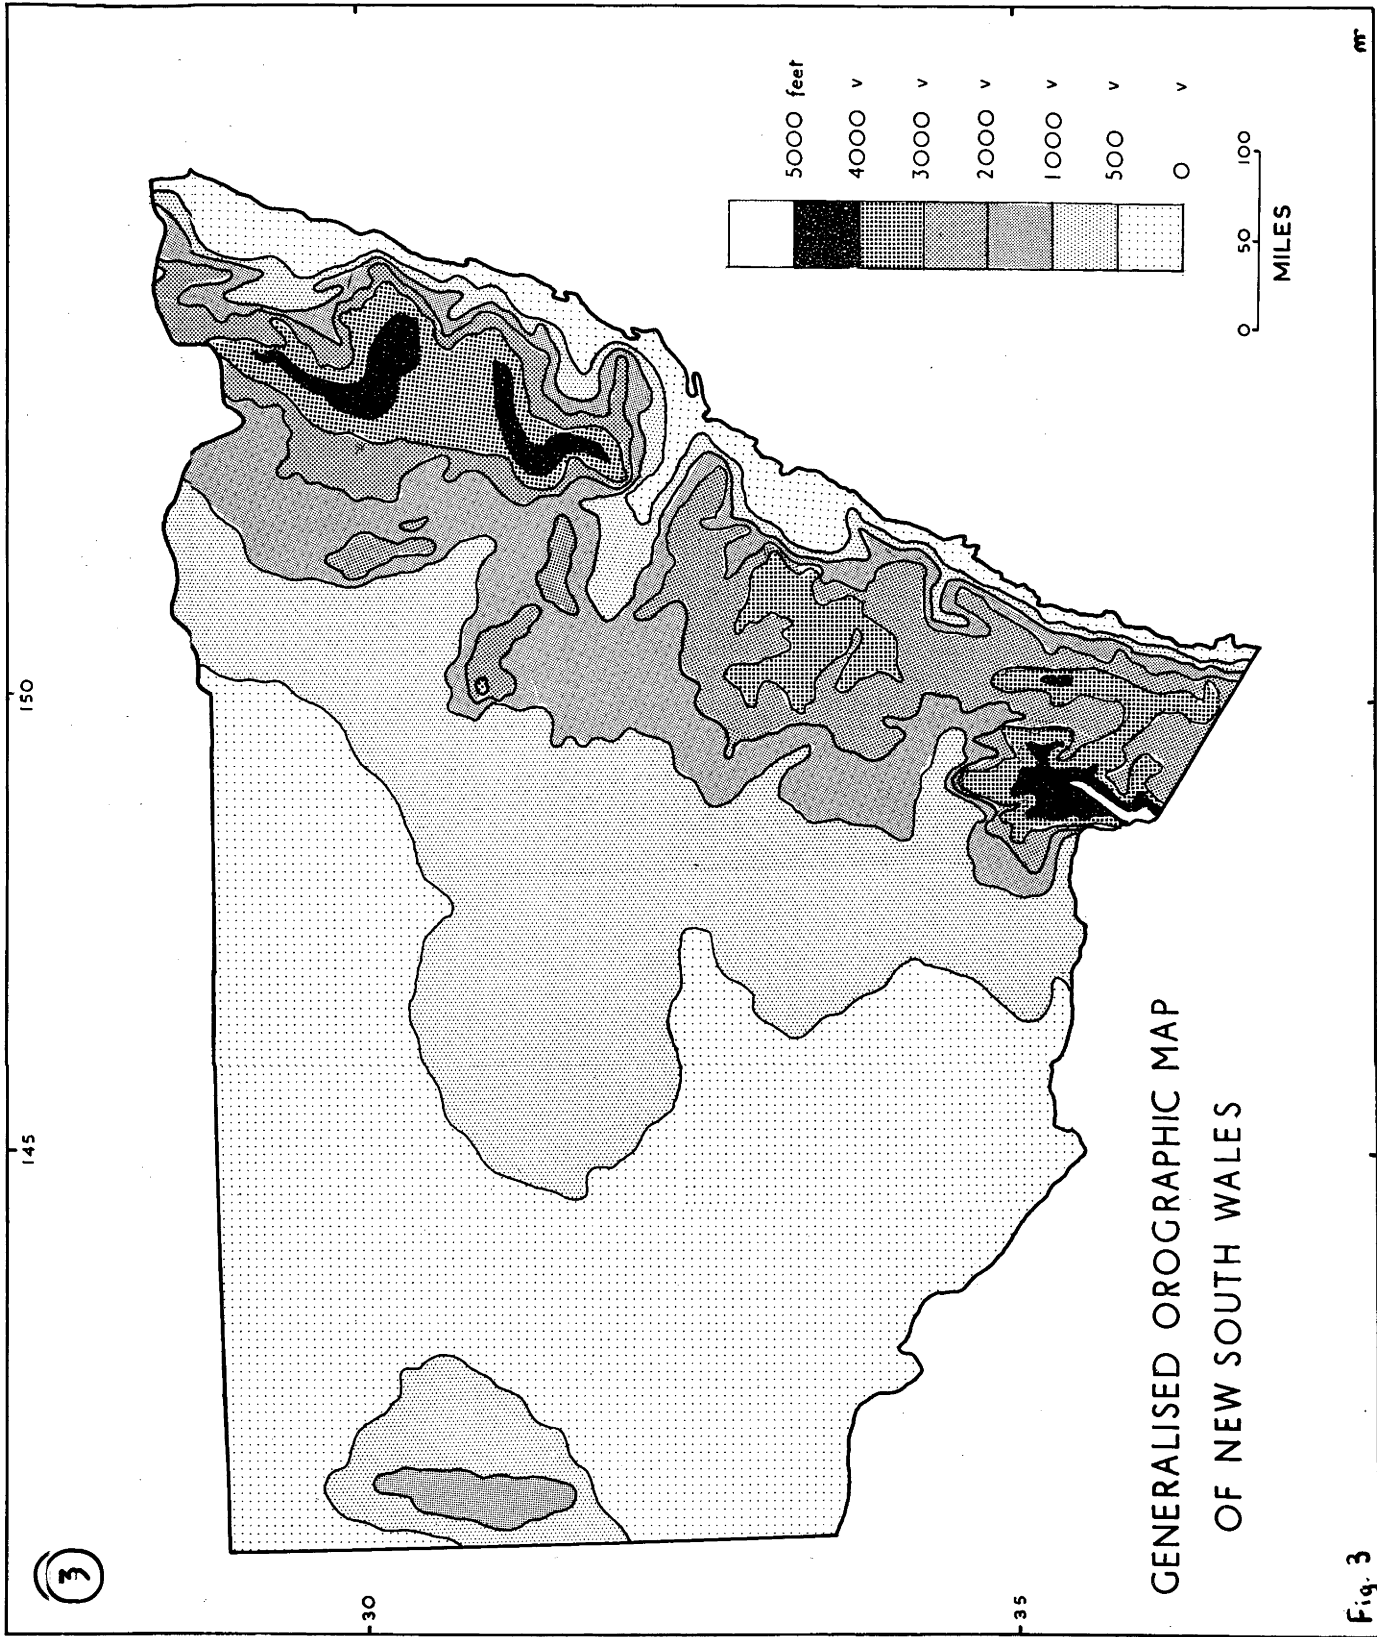 3
145
150
30
35
5000 feet
4000 v
3000 v
2000 v
1000 v
500 v
0 v
0 50 100
MILES
GENERALISED OROGRAPHIC MAP
OF NEW SOUTH WALES
Fig. 3